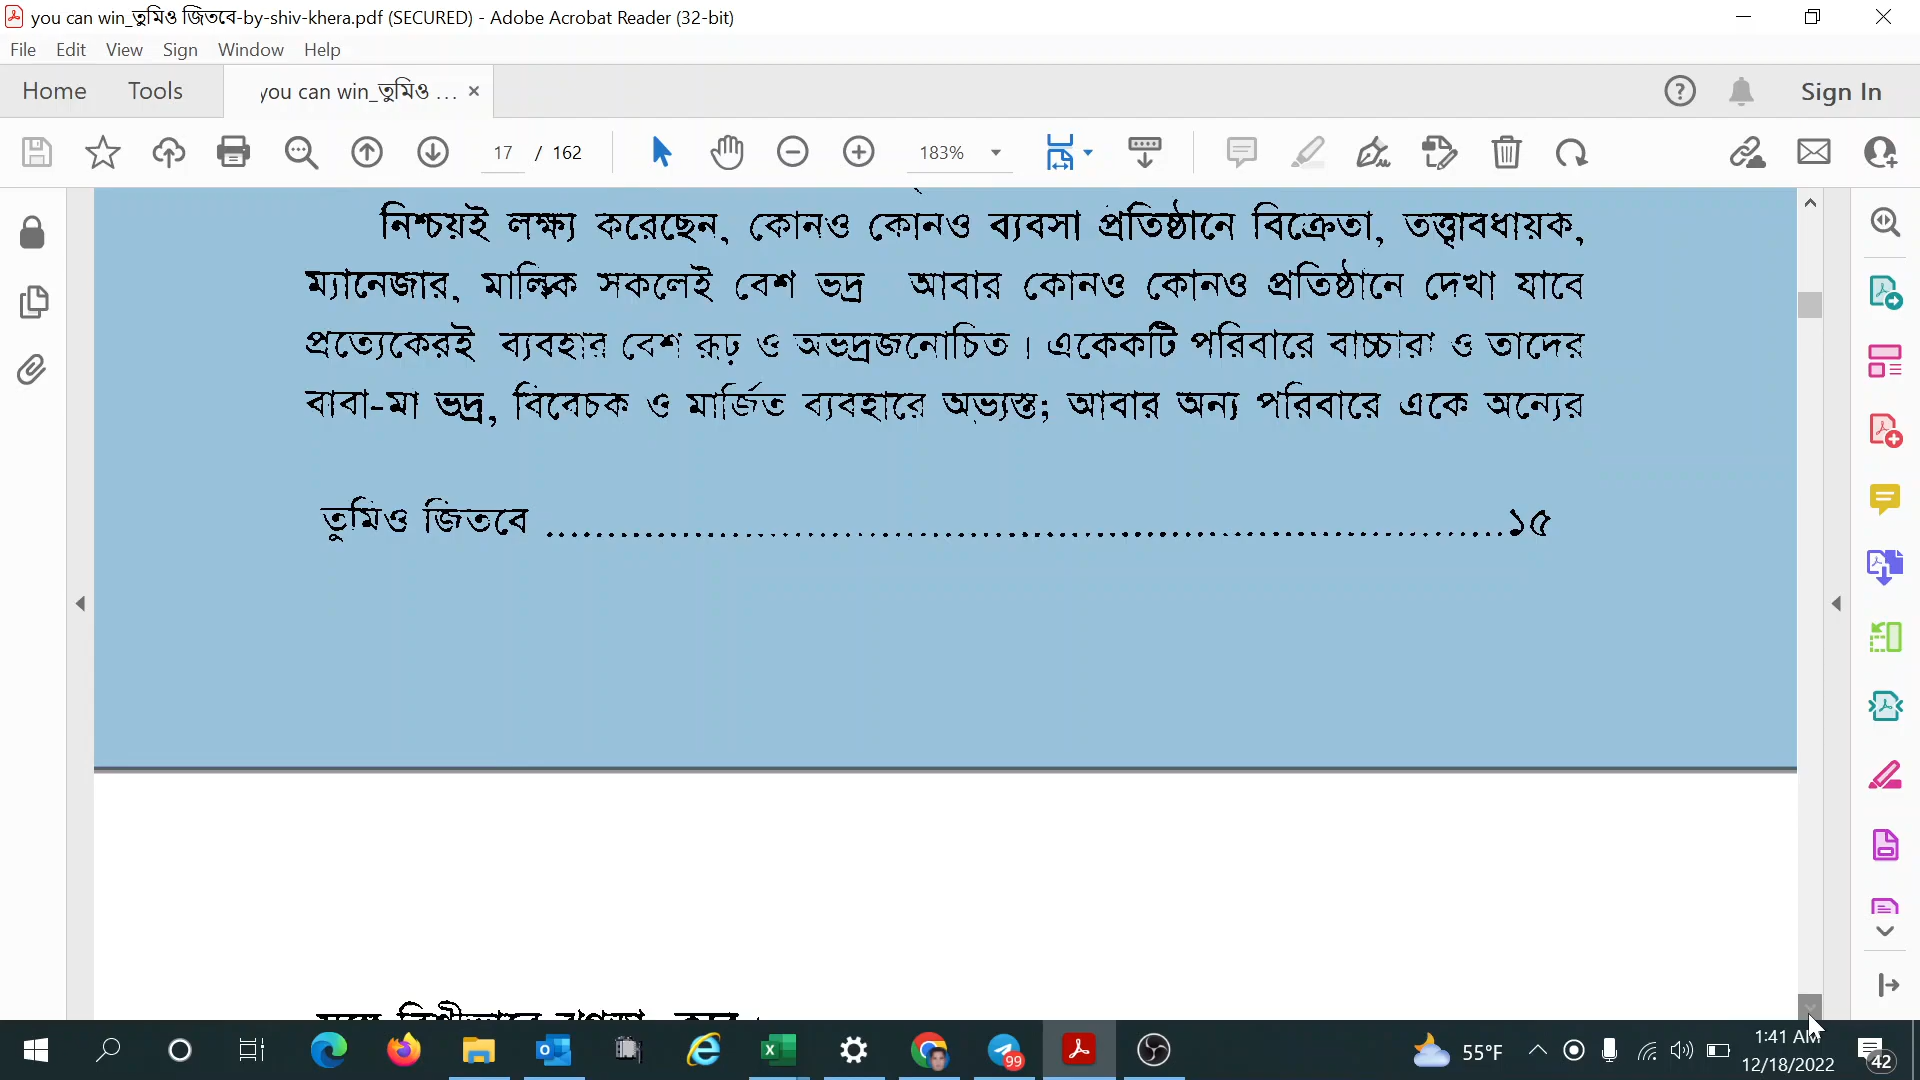 you can win_তুমিও জিতবে-by-shiv-khera.pdf (SECURED) - Adobe Acrobat Reader (32-bit)
File Edit View Sign Window Help
Home Tools you can win_তুমিও ... × Sign In
17 / 162 183%
নিশ্চয়ই লক্ষ্য করেছেন, কোনও কোনও ব্যবসা প্রতিষ্ঠানে বিক্রেতা, তত্ত্বাবধায়ক,
ম্যানেজার, মালিক সকলেই বেশ ভদ্র আবার কোনও কোনও প্রতিষ্ঠানে দেখা যাবে
প্রত্যেকেরই ব্যবহার বেশ রূঢ় ও অভদ্রজনোচিত। একেকটি পরিবারে বাচ্চারা ও তাদের
বাবা-মা ভদ্র, বিবেচক ও মার্জিত ব্যবহারে অভ্যস্ত; আবার অন্য পরিবারে একে অন্যের
তুমিও জিতবে ........................................................................১৫
99
55°F 1:41 AM
12/18/2022
42